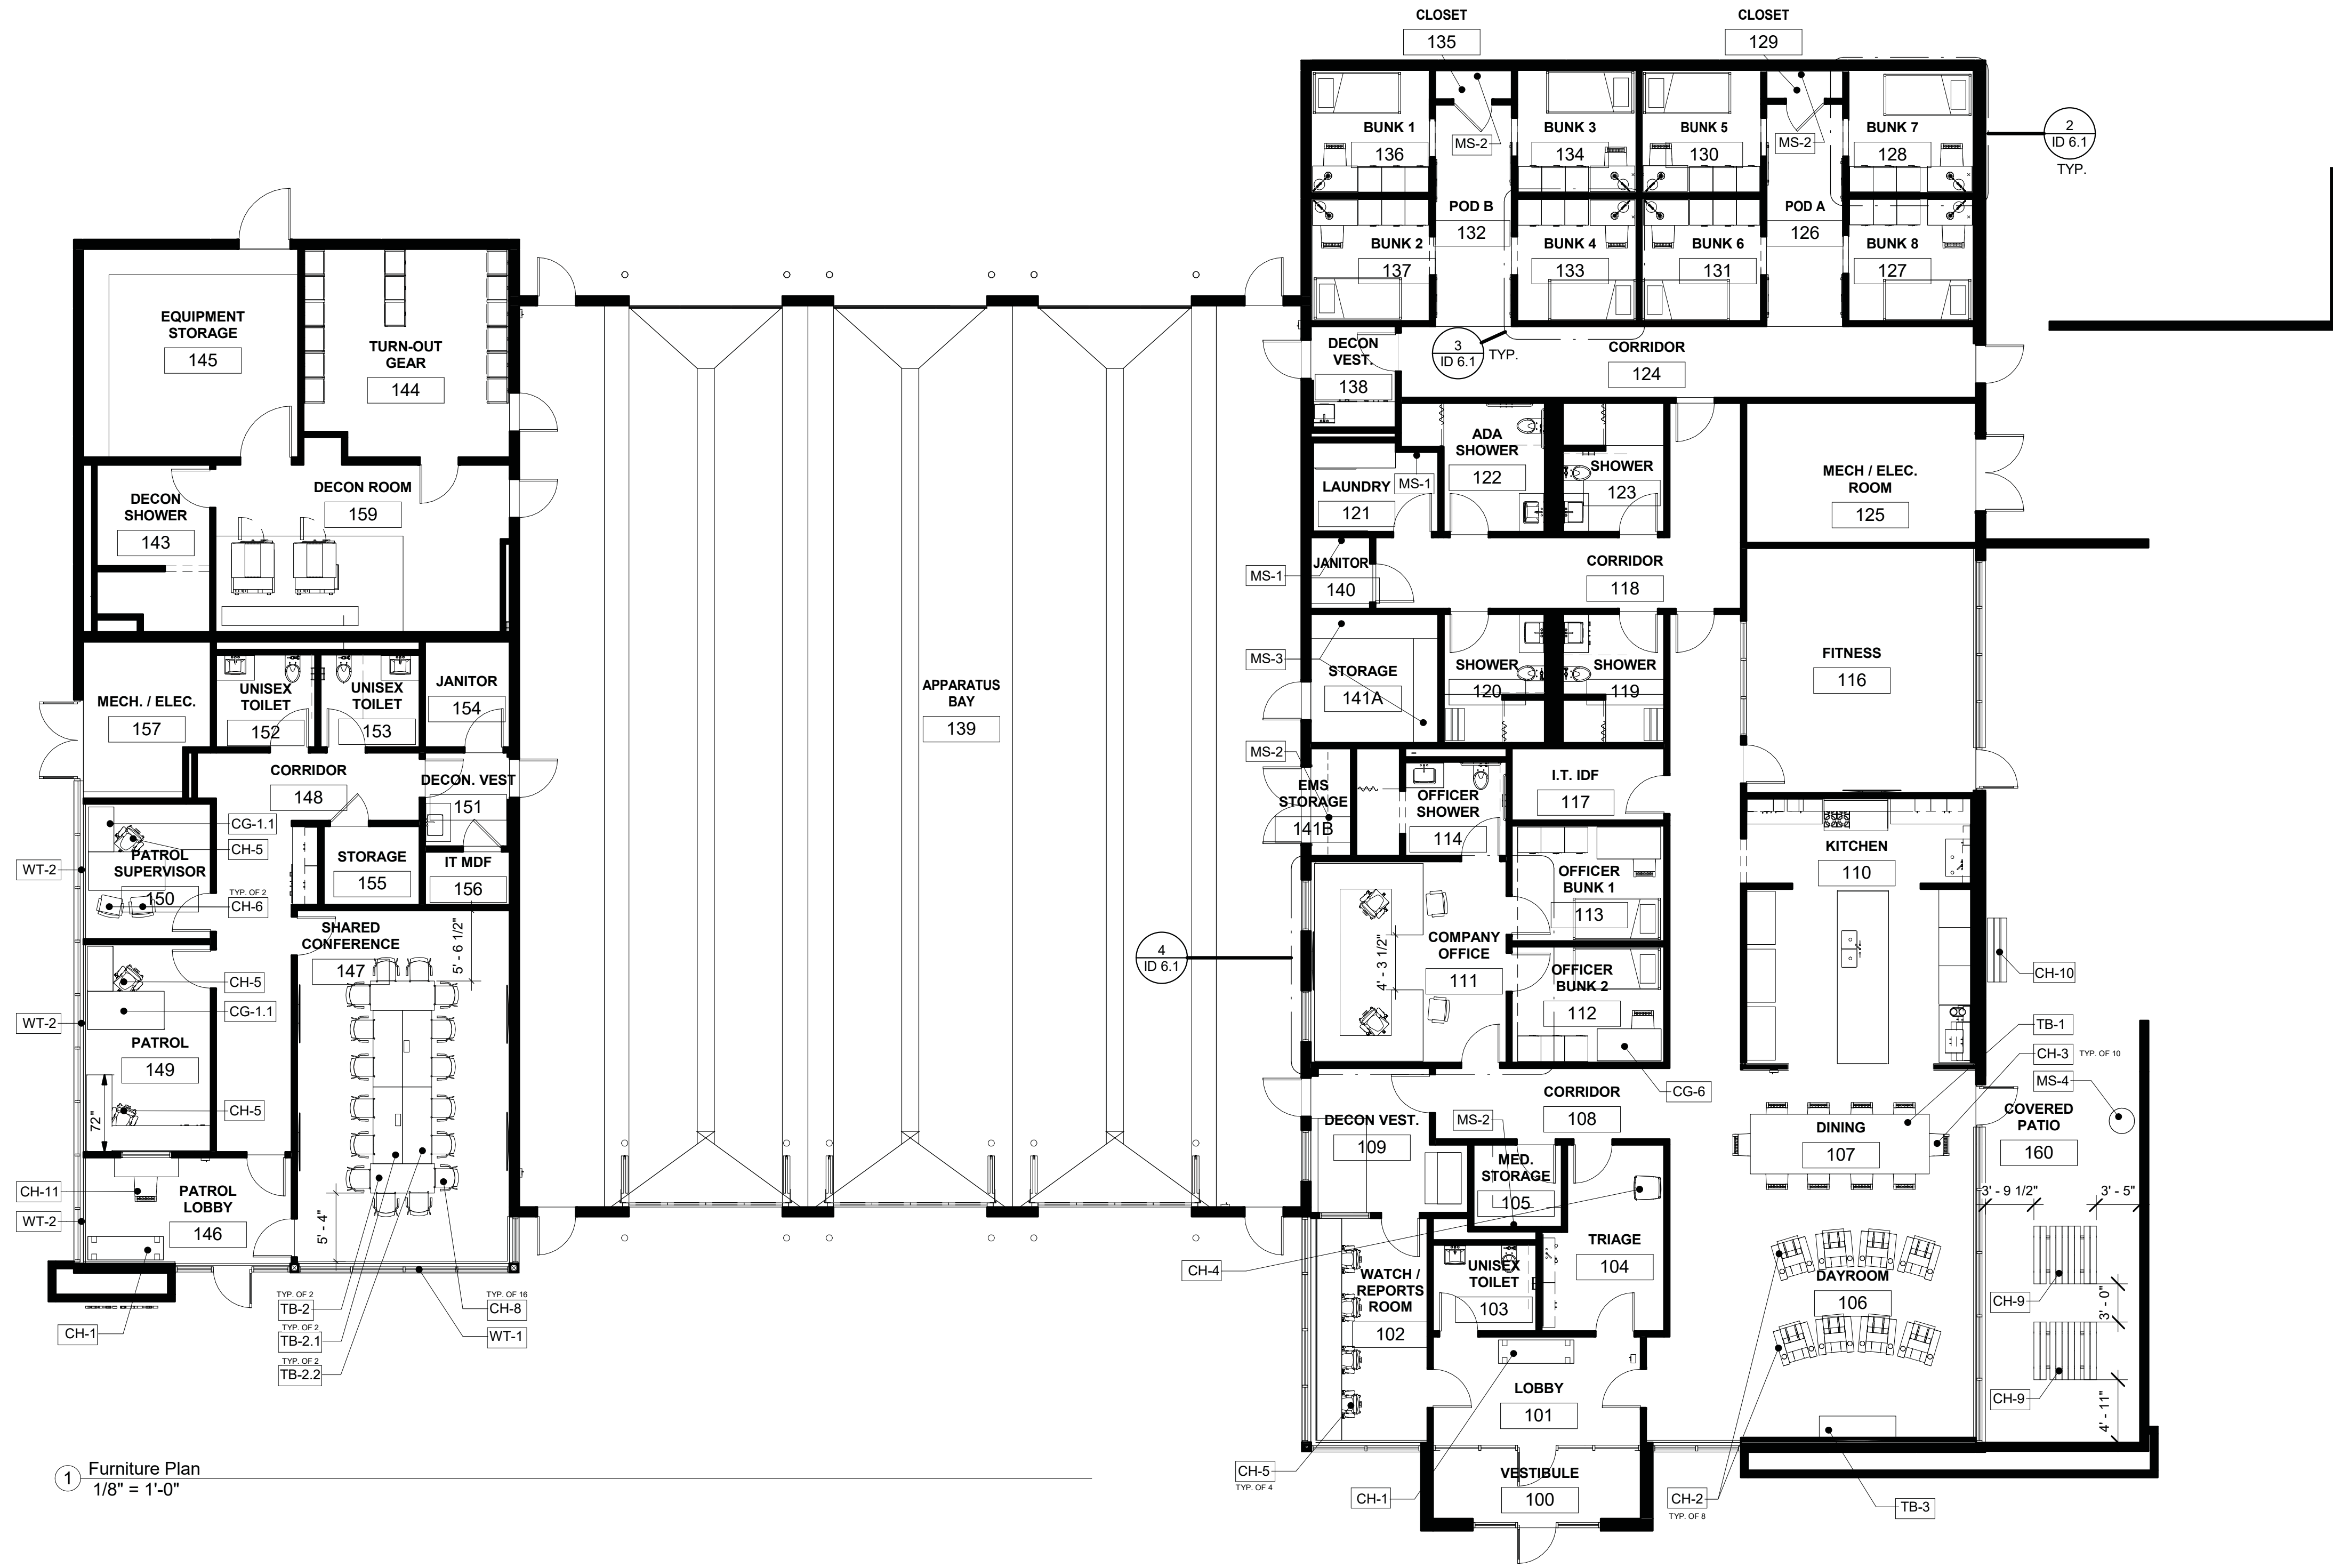 CLOSET
135
CLOSET
129
BUNK 1
136
MS-2
BUNK 3
134
BUNK 5
130
MS-2
BUNK 7
128
2
ID 6.1
TYP.
POD B
132
POD A
126
BUNK 2
137
BUNK 4
133
BUNK 6
131
BUNK 8
127
EQUIPMENT
STORAGE
145
TURN-OUT
GEAR
144
DECON
VEST.
138
3
ID 6.1
TYP.
CORRIDOR
124
DECON
SHOWER
143
DECON ROOM
159
LAUNDRY
121
MS-1
ADA
SHOWER
122
SHOWER
123
MECH / ELEC.
ROOM
125
MS-1
JANITOR
140
CORRIDOR
118
MS-3
STORAGE
141A
SHOWER
120
SHOWER
119
FITNESS
116
MECH. / ELEC.
157
UNISEX
TOILET
152
UNISEX
TOILET
153
JANITOR
154
APPARATUS
BAY
139
CORRIDOR
148
DECON. VEST
151
MS-2
EMS
STORAGE
141B
OFFICER
SHOWER
114
I.T. IDF
117
CG-1.1
CH-5
WT-2
PATROL
SUPERVISOR
150
TYP. OF 2
CH-6
STORAGE
155
IT MDF
156
KITCHEN
110
OFFICER
BUNK 1
113
SHARED
CONFERENCE
147
5' - 6 1/2"
4
ID 6.1
4' - 3 1/2"
COMPANY
OFFICE
111
OFFICER
BUNK 2
112
CH-10
CH-5
CG-1.1
WT-2
PATROL
149
CH-5
72"
CG-6
TB-1
CH-3
TYP. OF 10
MS-4
DECON VEST.
109
MS-2
CORRIDOR
108
DINING
107
COVERED
PATIO
160
MED.
STORAGE
105
3' - 9 1/2"
3' - 5"
CH-11
WT-2
PATROL
LOBBY
146
5' - 4"
CH-4
WATCH /
REPORTS
ROOM
102
UNISEX
TOILET
103
TRIAGE
104
DAYROOM
106
CH-9
3' - 0"
CH-9
4' - 11"
CH-1
TYP. OF 2
TB-2
TYP. OF 2
TB-2.1
TYP. OF 2
TB-2.2
TYP. OF 16
CH-8
WT-1
LOBBY
101
CH-5
TYP. OF 4
CH-1
VESTIBULE
100
CH-2
TYP. OF 8
TB-3
1
Furniture Plan
1/8" = 1'-0"